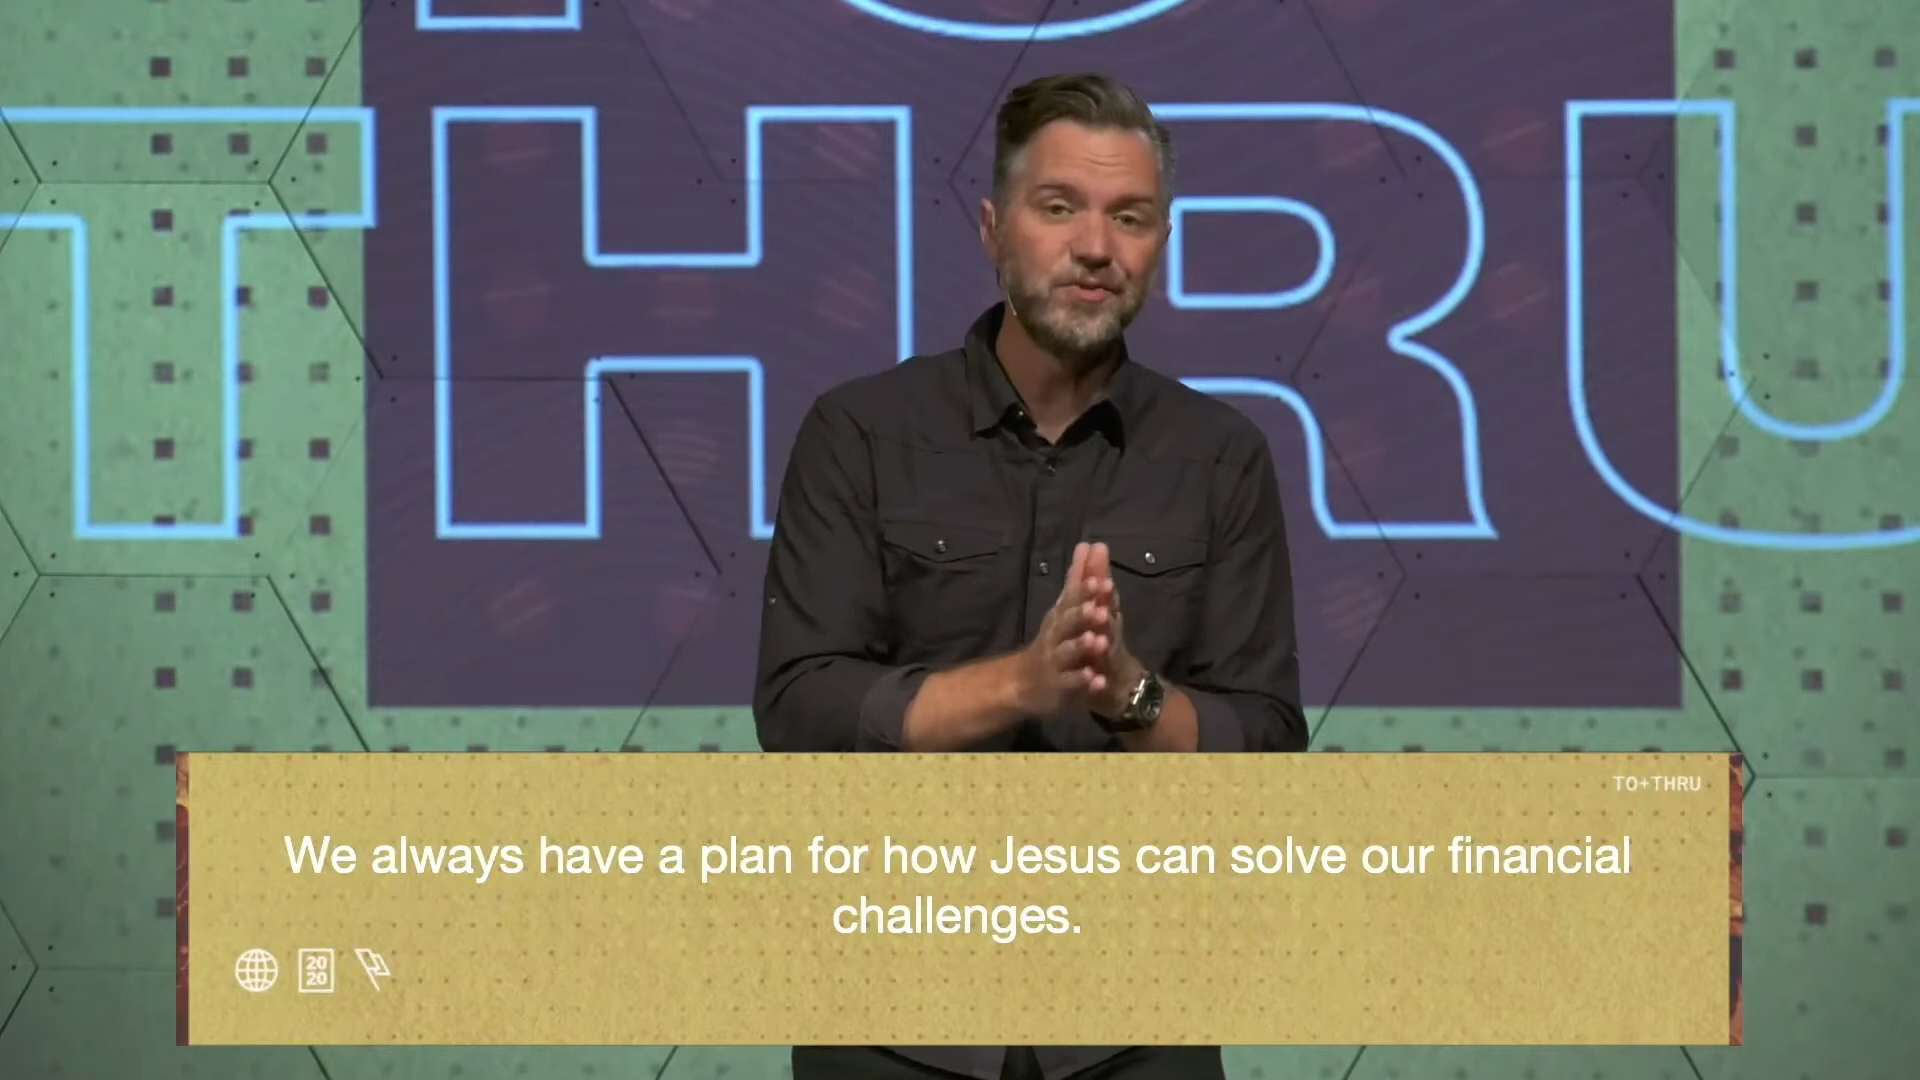 THRU
TO+THRU
We always have a plan for how Jesus can solve our financial
challenges.
20
20